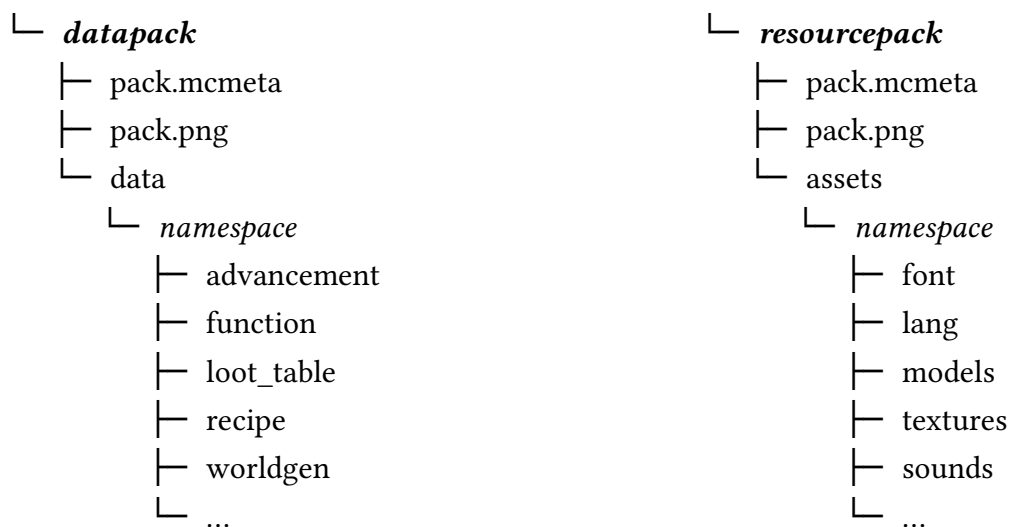 └─ datapack
├─ pack.mcmeta
├─ pack.png
└─ data
└─ namespace
├─ advancement
├─ function
├─ loot_table
├─ recipe
├─ worldgen
└─ ...
└─ resourcepack
├─ pack.mcmeta
├─ pack.png
└─ assets
└─ namespace
├─ font
├─ lang
├─ models
├─ textures
├─ sounds
└─ ...